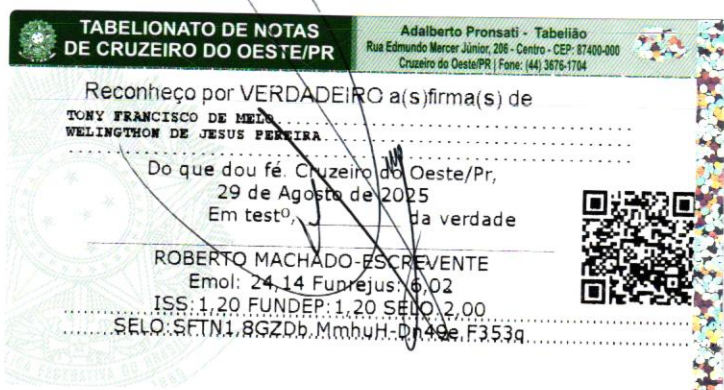 TABELIONATO DE NOTAS
DE CRUZEIRO DO OESTE/PR
Adalberto Pronsati - Tabelião
Rua Edmundo Mercer Júnior, 206 - Centro - CEP: 87400-000
Cruzeiro do Oeste/PR | Fone: (44) 3676-1704
Reconheço por VERDADEIRO a(s)firma(s) de
TONY FRANCISCO DE MELO
WELINGTHON DE JESUS PEREIRA
Do que dou fé. Cruzeiro do Oeste/Pr,
29 de Agosto de 2025
Em testº, da verdade
ROBERTO MACHADO-ESCREVENTE
Emol: 24,14 Funrejus: 6,02
ISS:1,20 FUNDEP:1,20 SELO:2,00
SELO:SFTN1.8GZDb.MmhuH-Dn49e.F353q